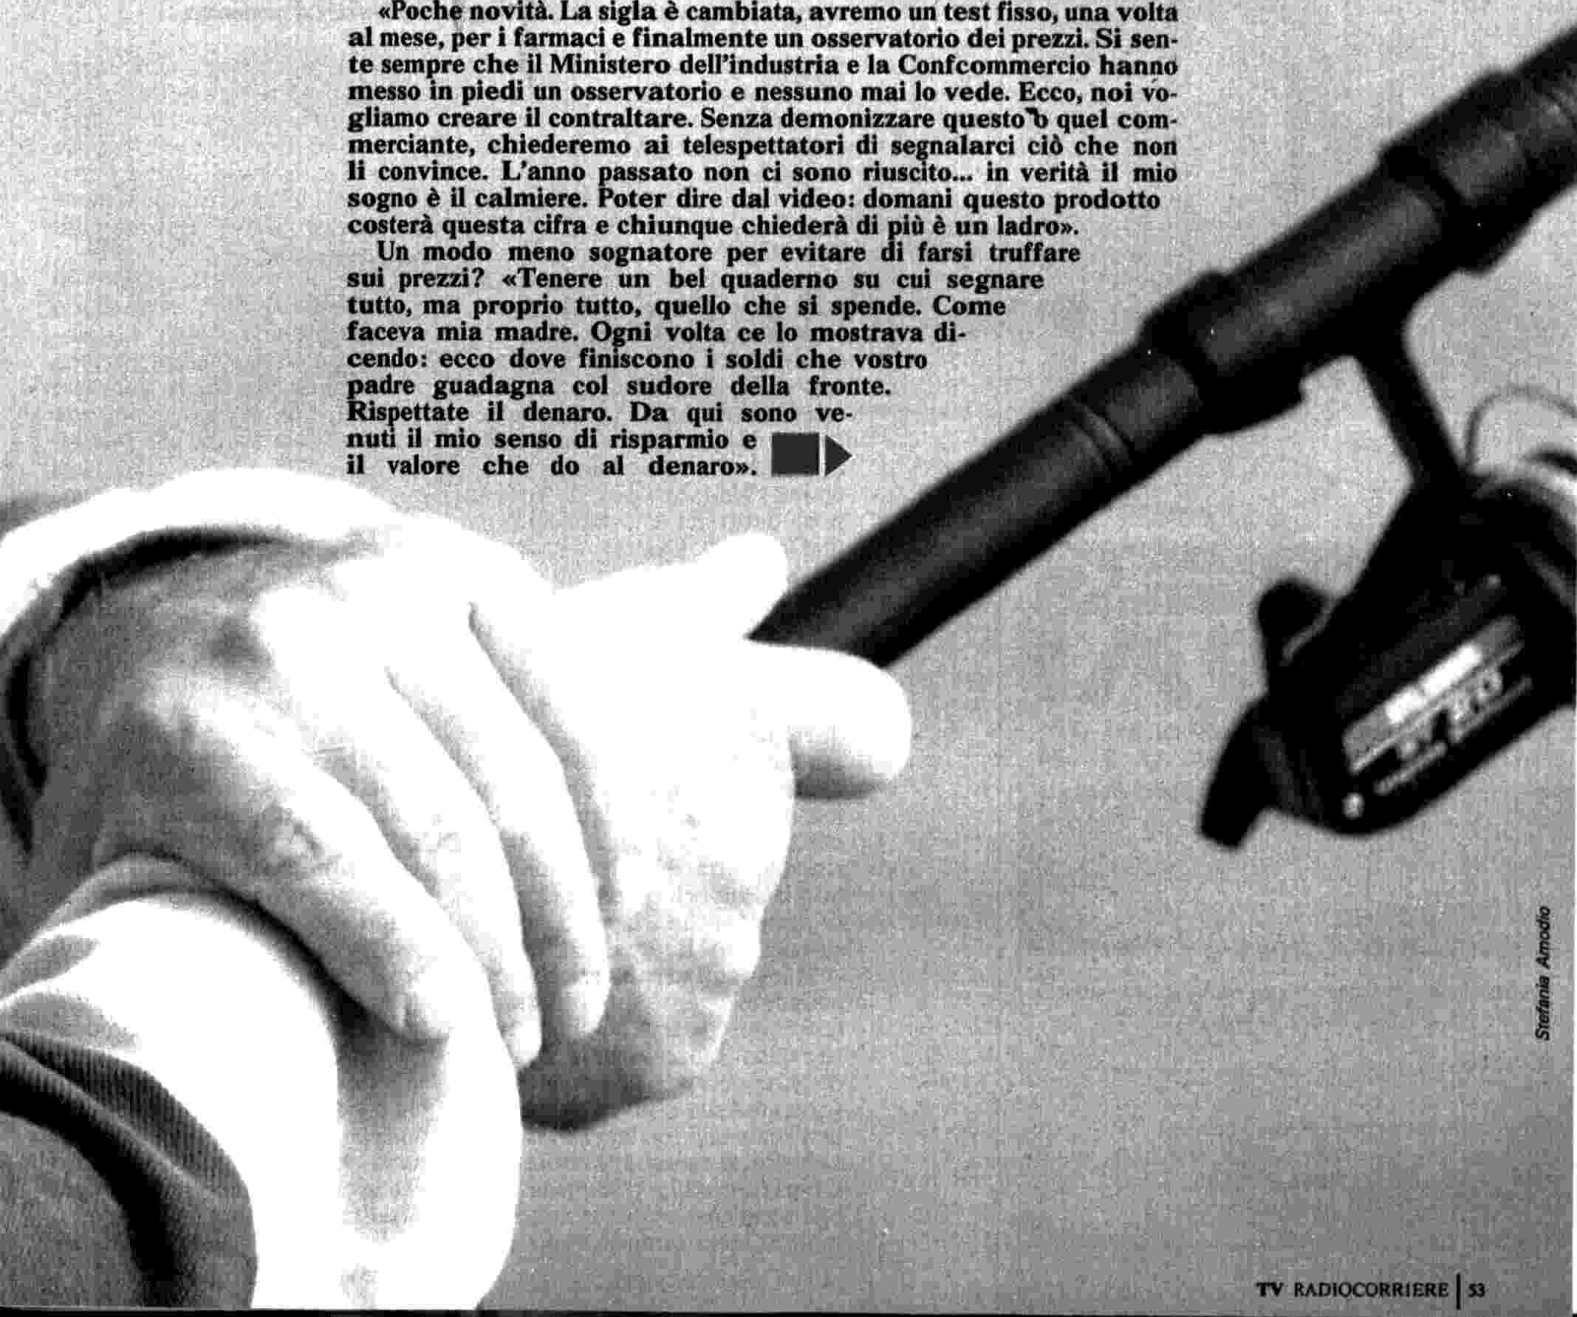 «Poche novità. La sigla è cambiata, avremo un test fisso, una volta
al mese, per i farmaci e finalmente un osservatorio dei prezzi. Si sen-
te sempre che il Ministero dell'industria e la Confcommercio hanno
messo in piedi un osservatorio e nessuno mai lo vede. Ecco, noi vo-
gliamo creare il contraltare. Senza demonizzare questo o quel com-
merciante, chiederemo ai telespettatori di segnalarci ciò che non
li convince. L'anno passato non ci sono riuscito... in verità il mio
sogno è il calmiere. Poter dire dal video: domani questo prodotto
costerà questa cifra e chiunque chiederà di più è un ladro».
Un modo meno sognatore per evitare di farsi truffare
sui prezzi? «Tenere un bel quaderno su cui segnare
tutto, ma proprio tutto, quello che si spende. Come
faceva mia madre. Ogni volta ce lo mostrava di-
cendo: ecco dove finiscono i soldi che vostro
padre guadagna col sudore della fronte.
Rispettate il denaro. Da qui sono ve-
nuti il mio senso di risparmio e
il valore che do al denaro».
Stefania Amodio
TV RADIOCORRIERE | 53